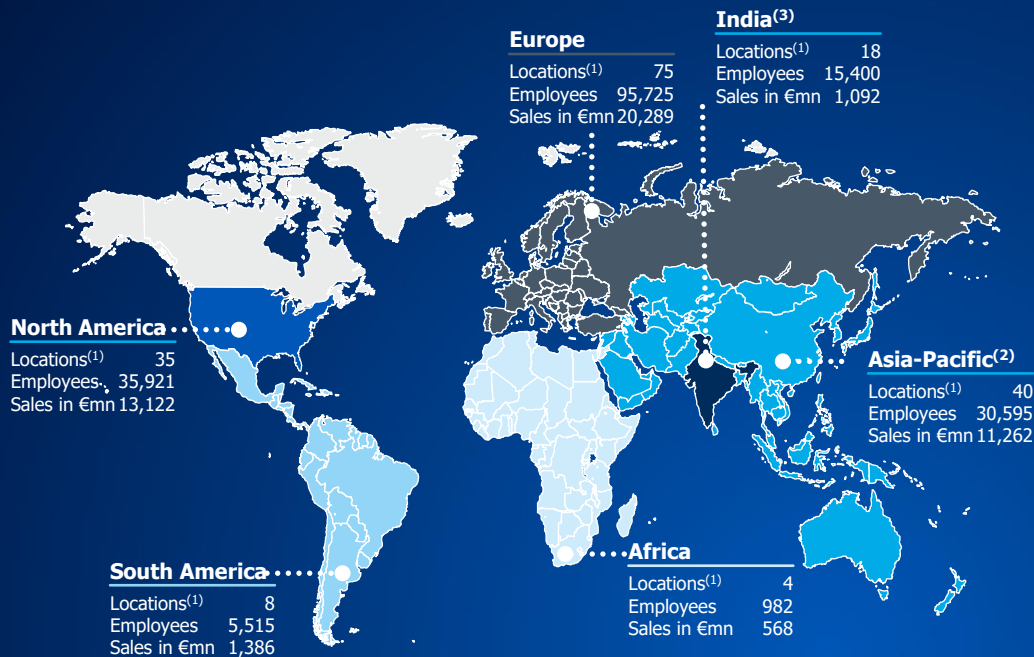 Europe
Locations(1) 75
Employees 95,725
Sales in €mn 20,289
India(3)
Locations(1) 18
Employees 15,400
Sales in €mn 1,092
North America
Locations(1) 35
Employees 35,921
Sales in €mn 13,122
Asia-Pacific(2)
Locations(1) 40
Employees 30,595
Sales in €mn 11,262
South America
Locations(1) 8
Employees 5,515
Sales in €mn 1,386
Africa
Locations(1) 4
Employees 982
Sales in €mn 568